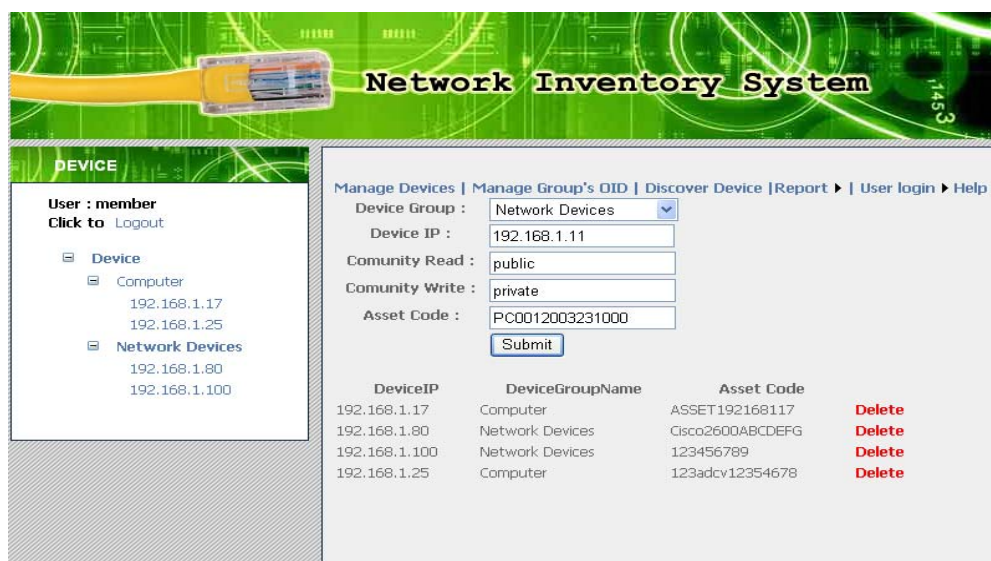 Network Inventory System
1453
DEVICE
User : member
Click to Logout
Device
Computer
192.168.1.17
192.168.1.25
Network Devices
192.168.1.80
192.168.1.100
Manage Devices | Manage Group's OID | Discover Device |Report | User login Help
Device Group : Network Devices
Device IP : 192.168.1.11
Comunity Read : public
Comunity Write : private
Asset Code : PC0012003231000
Submit
DeviceIP DeviceGroupName Asset Code
192.168.1.17 Computer ASSET192168117 Delete
192.168.1.80 Network Devices Cisco2600ABCDEFG Delete
192.168.1.100 Network Devices 123456789 Delete
192.168.1.25 Computer 123adcv12354678 Delete